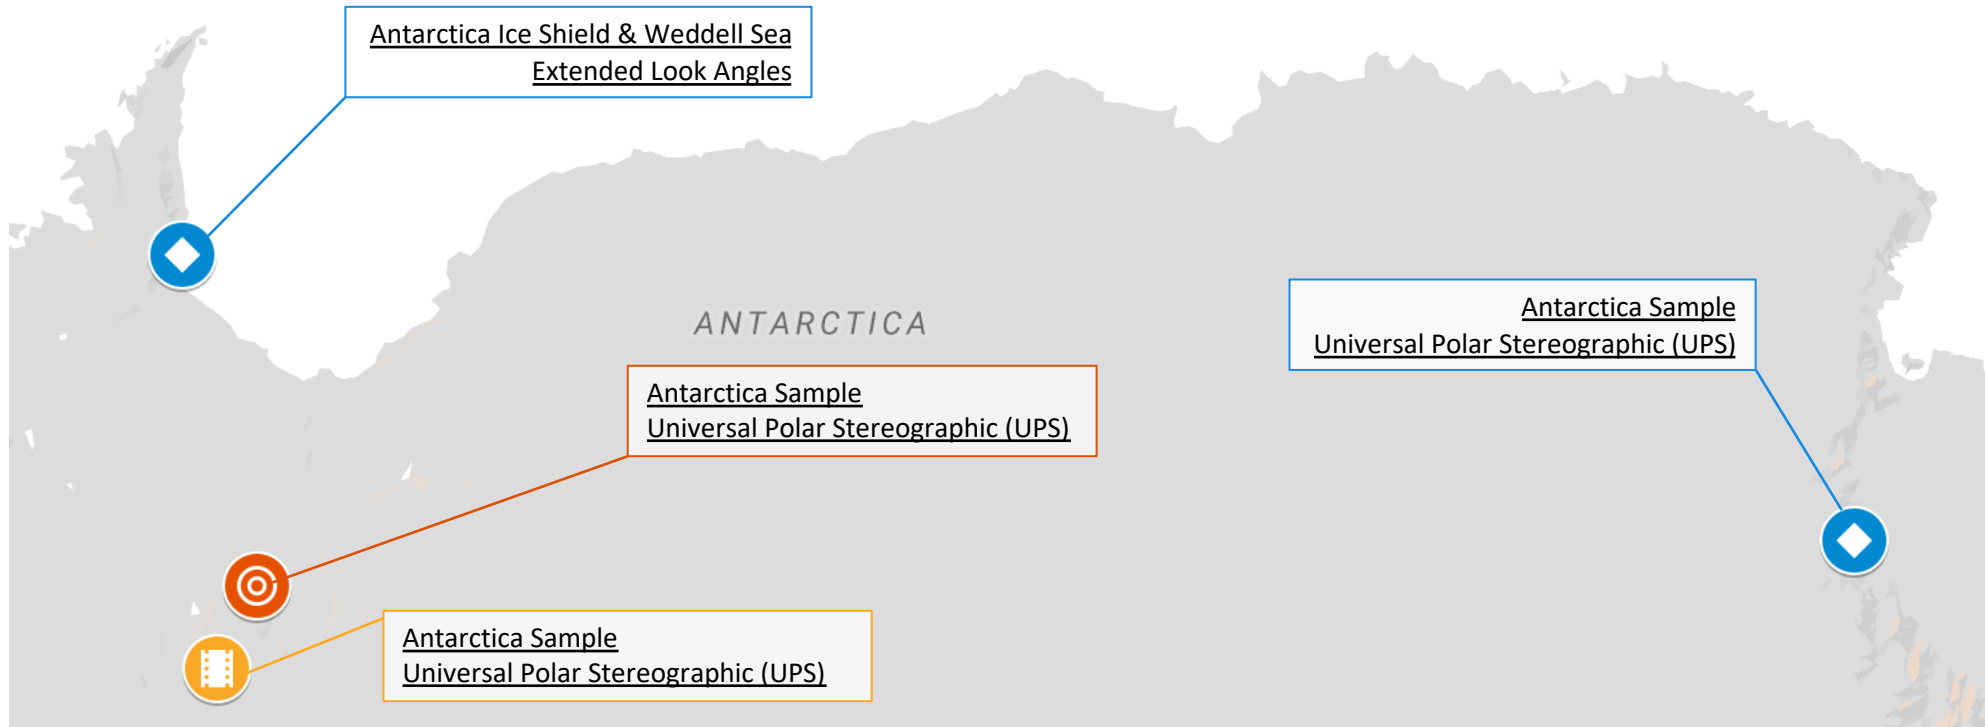 Antarctica Ice Shield & Weddell Sea
Extended Look Angles
ANTARCTICA
Antarctica Sample
Universal Polar Stereographic (UPS)
Antarctica Sample
Universal Polar Stereographic (UPS)
Antarctica Sample
Universal Polar Stereographic (UPS)